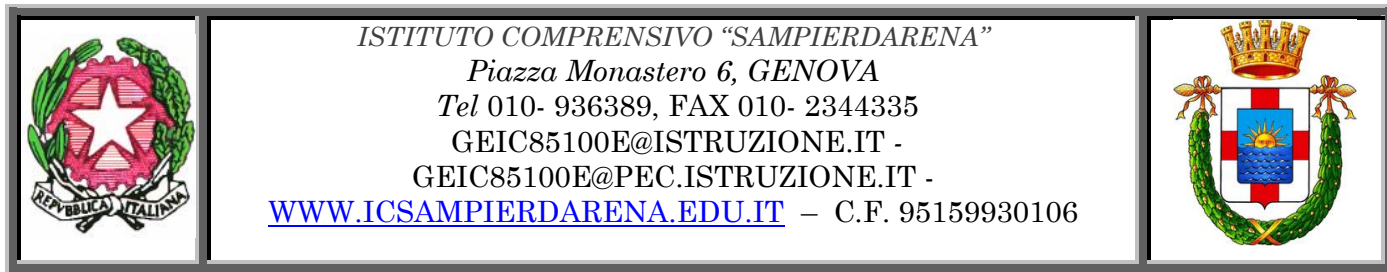 ISTITUTO COMPRENSIVO “SAMPIERDARENA”
Piazza Monastero 6, GENOVA
Tel 010- 936389, FAX 010- 2344335
GEIC85100E@ISTRUZIONE.IT -
GEIC85100E@PEC.ISTRUZIONE.IT -
WWW.ICSAMPIERDARENA.EDU.IT – C.F. 95159930106
REPVBBLICA ITALIANA